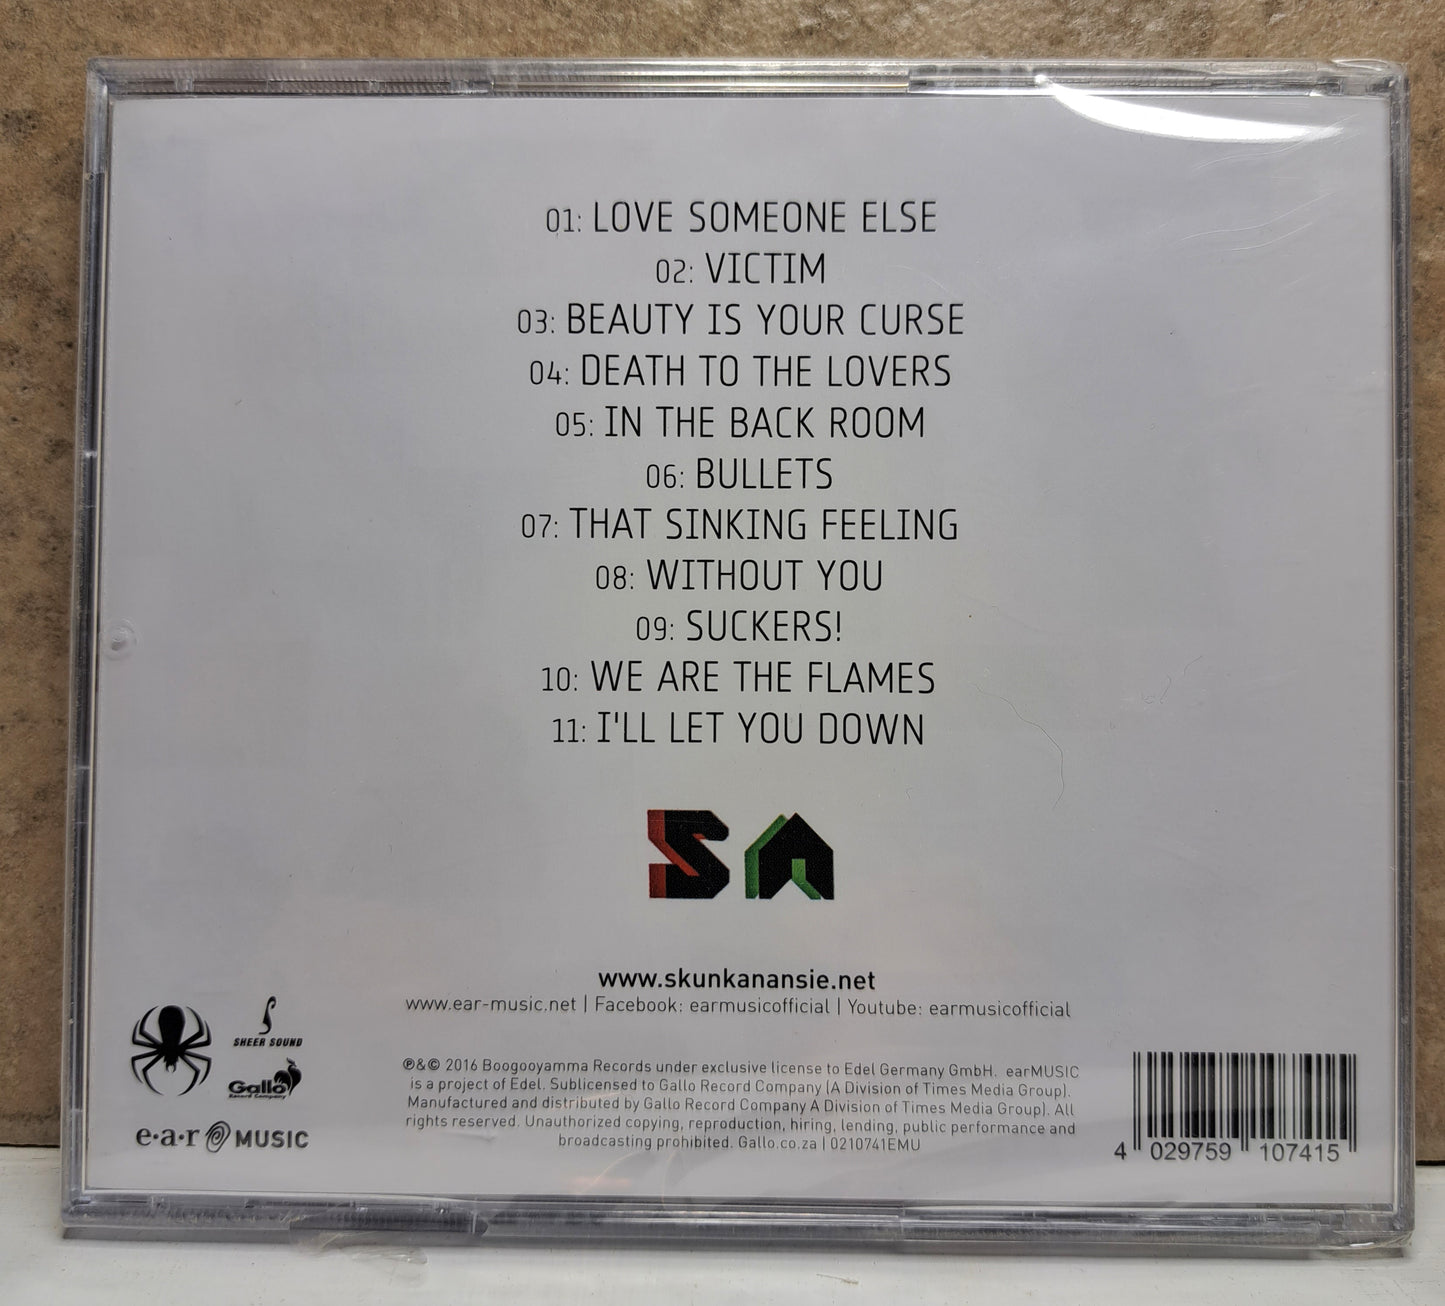 01: LOVE SOMEONE ELSE
02: VICTIM
03: BEAUTY IS YOUR CURSE
04: DEATH TO THE LOVERS
05: IN THE BACK ROOM
06: BULLETS
07: THAT SINKING FEELING
08: WITHOUT YOU
09: SUCKERS!
10: WE ARE THE FLAMES
11: I'LL LET YOU DOWN
SA
www.skunkanansie.net
www.ear-music.net | Facebook: earmusicofficial | Youtube: earmusicofficial
SHEER SOUND
Gallo
Record Company
e·a·r MUSIC
℗&© 2016 Boogooyamma Records under exclusive license to Edel Germany GmbH. earMUSIC
is a project of Edel. Sublicensed to Gallo Record Company (A Division of Times Media Group).
Manufactured and distributed by Gallo Record Company A Division of Times Media Group). All
rights reserved. Unauthorized copying, reproduction, hiring, lending, public performance and
broadcasting prohibited. Gallo.co.za | 0210741EMU
4 029759 107415